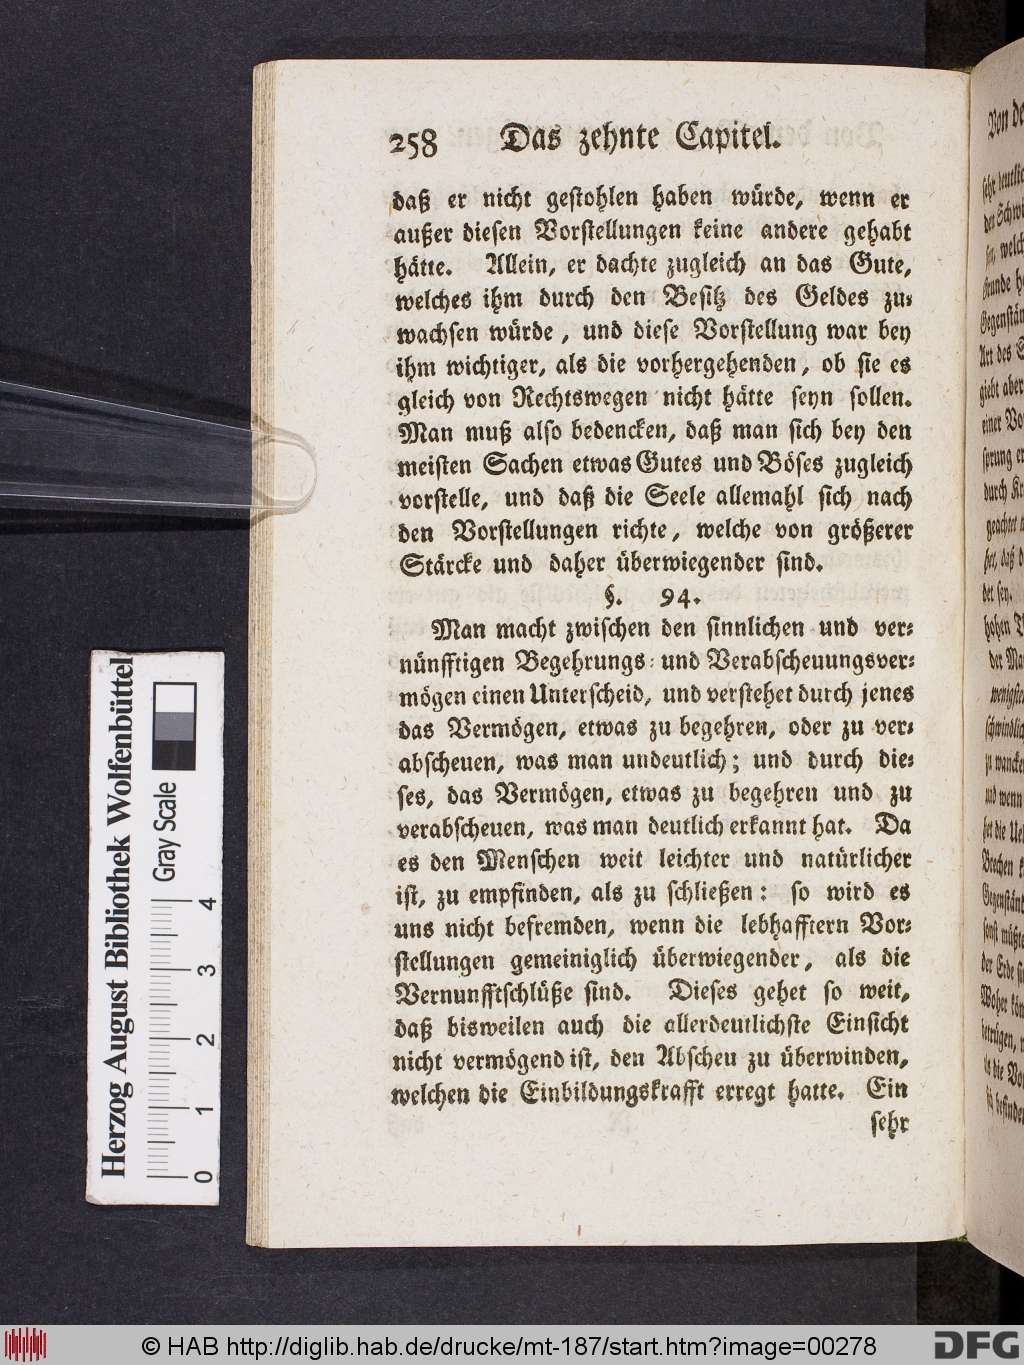 258 Das zehnte Capitel.
daß er nicht gestohlen haben würde, wenn er
außer diesen Vorstellungen keine andere gehabt
hätte. Allein, er dachte zugleich an das Gute,
welches ihm durch den Besitz des Geldes zu-
wachsen würde, und diese Vorstellung war bey
ihm wichtiger, als die vorhergehenden, ob sie es
gleich von Rechtswegen nicht hätte seyn sollen.
Man muß also bedencken, daß man sich bey den
meisten Sachen etwas Gutes und Böses zugleich
vorstelle, und daß die Seele allemahl sich nach
den Vorstellungen richte, welche von größerer
Stärcke und daher überwiegender sind.
§. 94.
Man macht zwischen den sinnlichen und ver-
nünfftigen Begehrungs- und Verabscheuungsver-
mögen einen Unterscheid, und verstehet durch jenes
das Vermögen, etwas zu begehren, oder zu ver-
abscheuen, was man undeutlich; und durch die-
ses, das Vermögen, etwas zu begehren und zu
verabscheuen, was man deutlich erkannt hat. Da
es den Menschen weit leichter und natürlicher
ist, zu empfinden, als zu schließen: so wird es
uns nicht befremden, wenn die lebhafftern Vor-
stellungen gemeiniglich überwiegender, als die
Vernunfftschlüße sind. Dieses gehet so weit,
daß bisweilen auch die allerdeutlichste Einsicht
nicht vermögend ist, den Abscheu zu überwinden,
welchen die Einbildungskrafft erregt hatte. Ein
sehr
Herzog August Bibliothek Wolfenbüttel
Gray Scale
0 1 2 3 4
© HAB http://diglib.hab.de/drucke/mt-187/start.htm?image=00278
DFG